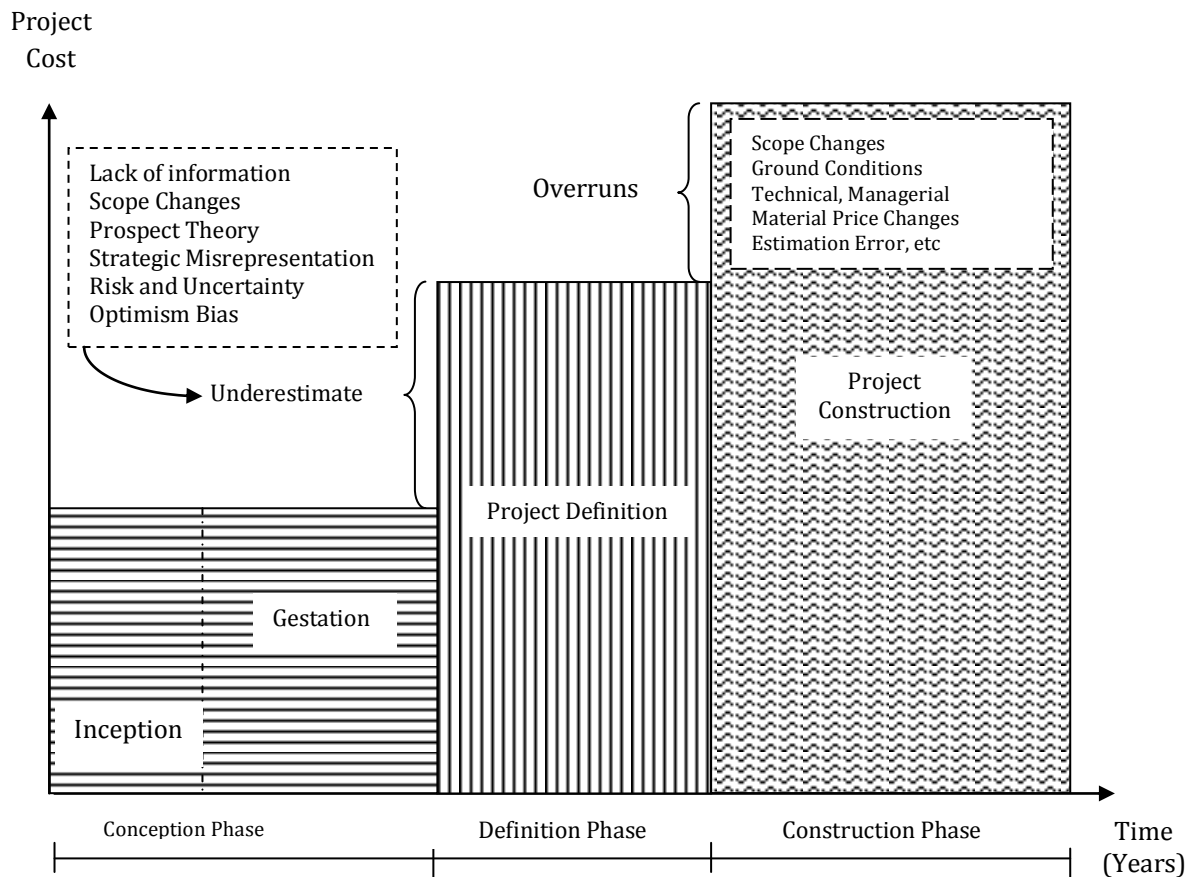 Project
Cost
Lack of information
Scope Changes
Prospect Theory
Strategic Misrepresentation
Risk and Uncertainty
Optimism Bias
Underestimate
Overruns
Scope Changes
Ground Conditions
Technical, Managerial
Material Price Changes
Estimation Error, etc
Project
Construction
Project Definition
Gestation
Inception
Conception Phase
Definition Phase
Construction Phase
Time
(Years)